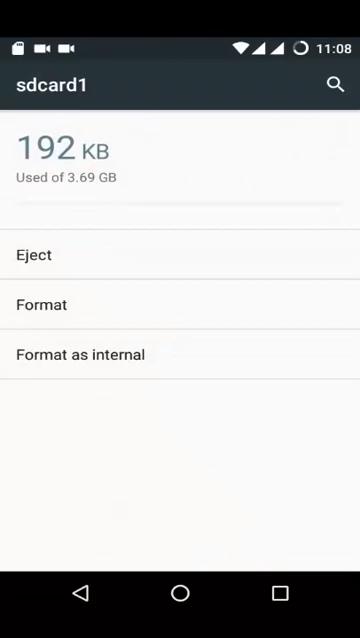 11:08
sdcard1
192 KB
Used of 3.69 GB
Eject
Format
Format as internal